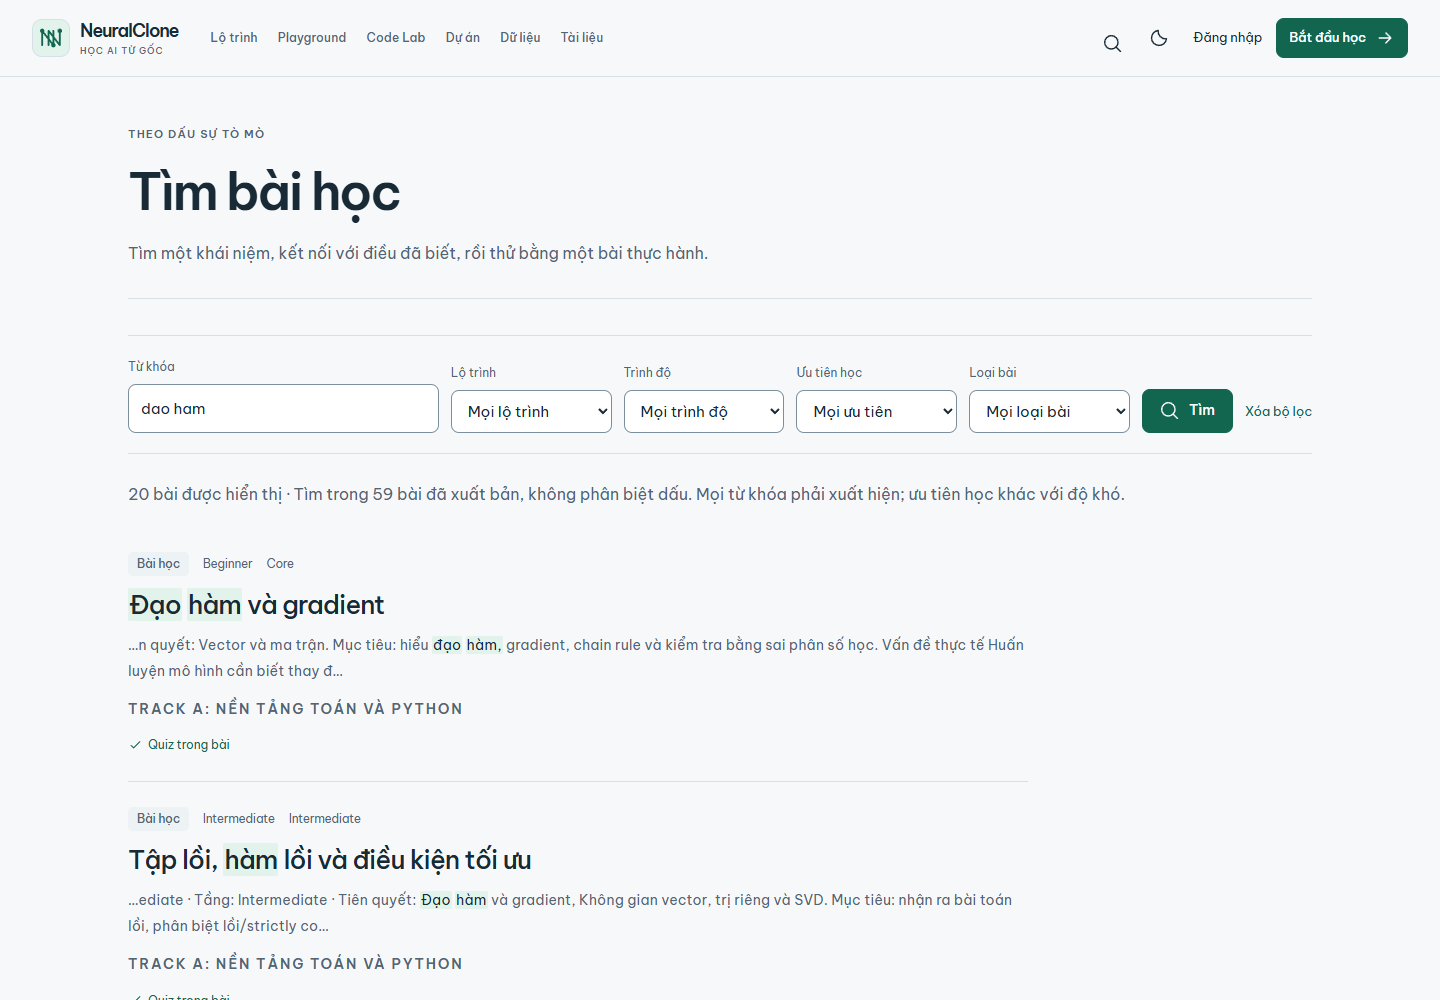 NeuralClone
HỌC AI TỪ GỐC
Lộ trình Playground Code Lab Dự án Dữ liệu Tài liệu
Đăng nhập
Bắt đầu học
THEO DẤU SỰ TÒ MÒ
Tìm bài học
Tìm một khái niệm, kết nối với điều đã biết, rồi thử bằng một bài thực hành.
Từ khóa Lộ trình Trình độ Ưu tiên học Loại bài
dao ham Mọi lộ trình Mọi trình độ Mọi ưu tiên Mọi loại bài Tìm Xóa bộ lọc
20 bài được hiển thị · Tìm trong 59 bài đã xuất bản, không phân biệt dấu. Mọi từ khóa phải xuất hiện; ưu tiên học khác với độ khó.
Bài học Beginner Core
Đạo hàm và gradient
...n quyết: Vector và ma trận. Mục tiêu: hiểu đạo hàm, gradient, chain rule và kiểm tra bằng sai phân số học. Vấn đề thực tế Huấn
luyện mô hình cần biết thay đ...
TRACK A: NỀN TẢNG TOÁN VÀ PYTHON
Quiz trong bài
Bài học Intermediate Intermediate
Tập lồi, hàm lồi và điều kiện tối ưu
...ediate · Tầng: Intermediate · Tiên quyết: Đạo hàm và gradient, Không gian vector, trị riêng và SVD. Mục tiêu: nhận ra bài toán
lồi, phân biệt lồi/strictly co...
TRACK A: NỀN TẢNG TOÁN VÀ PYTHON
Quiz trong bài